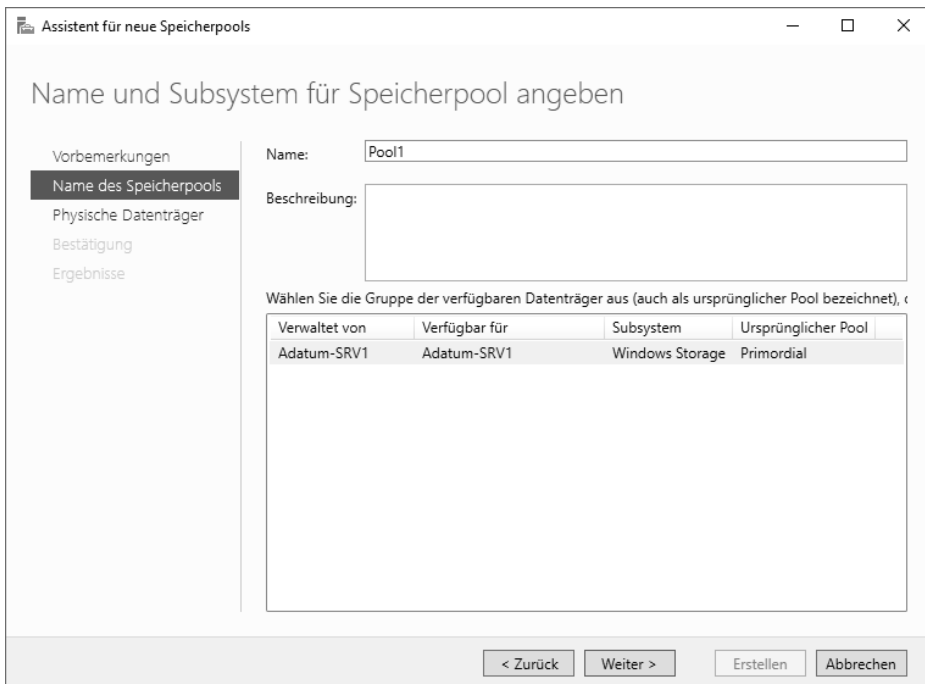 Assistent für neue Speicherpools
Name und Subsystem für Speicherpool angeben
Vorbemerkungen
Name des Speicherpools
Physische Datenträger
Bestätigung
Ergebnisse
Name: Pool1
Beschreibung:
Wählen Sie die Gruppe der verfügbaren Datenträger aus (auch als ursprünglicher Pool bezeichnet),
Verwaltet von Verfügbar für Subsystem Ursprünglicher Pool
Adatum-SRV1 Adatum-SRV1 Windows Storage Primordial
< Zurück Weiter > Erstellen Abbrechen